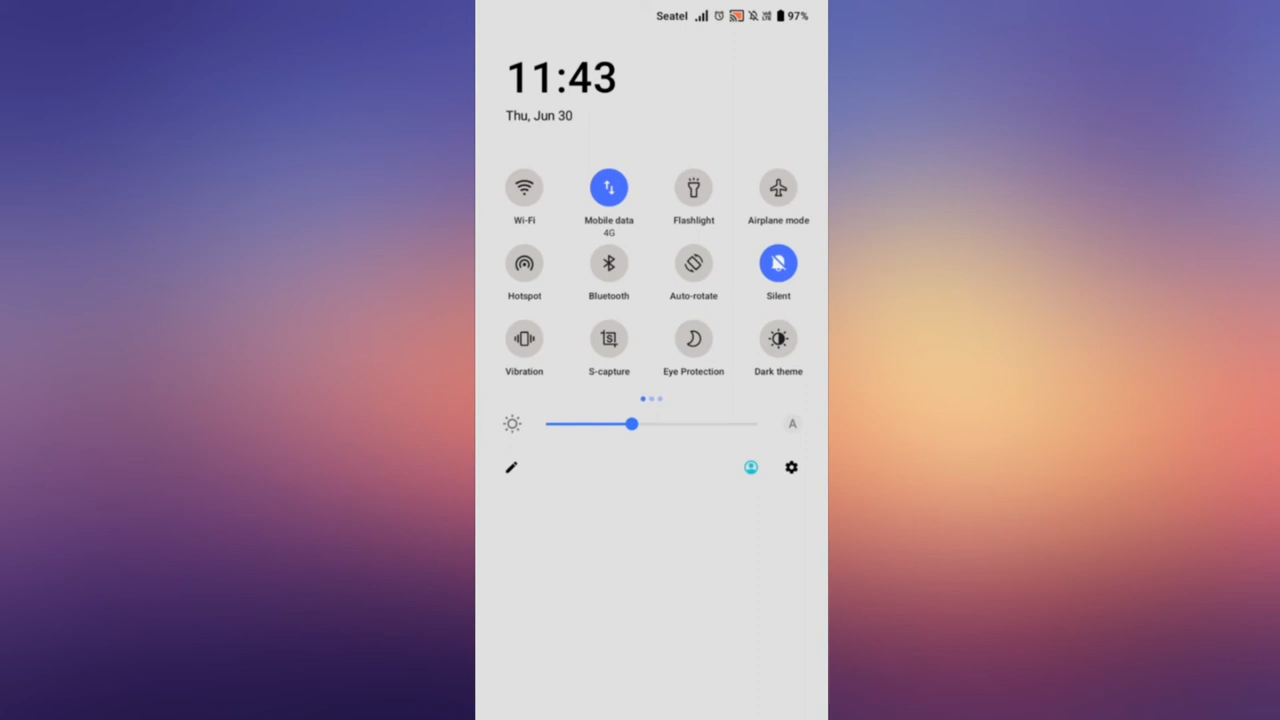 Seatel 97%
11:43
Thu, Jun 30
Wi-Fi Mobile data Flashlight Airplane mode
4G
Hotspot Bluetooth Auto-rotate Silent
Vibration S-capture Eye Protection Dark theme
A